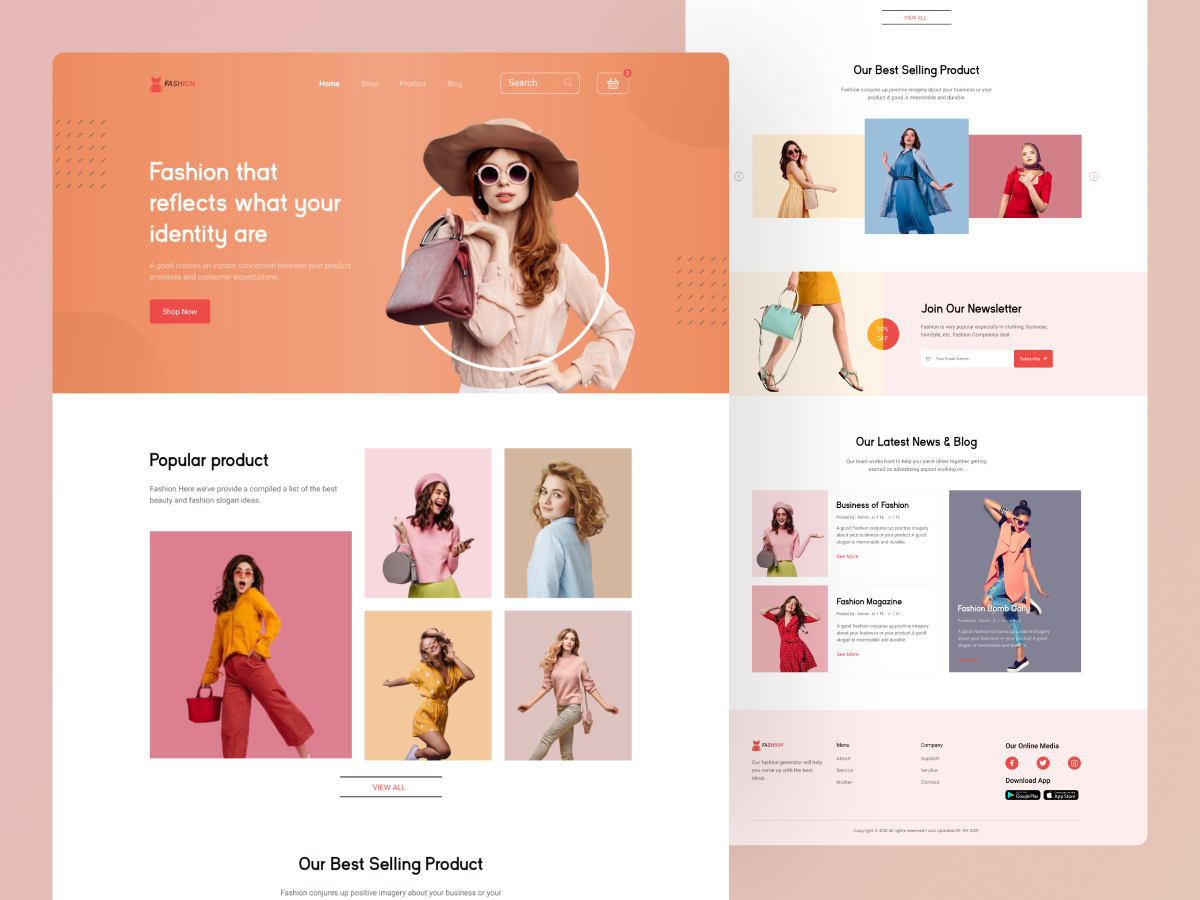 FASHION
Home
Shop
Product
Blog
Search
2
Fashion that
reflects what your
identity are
A good creates an instant connection between your product
promises and consumer expectations.
Shop Now
Popular product
Fashion Here we've provide a compiled a list of the best
beauty and fashion slogan ideas.
VIEW ALL
Our Best Selling Product
Fashion conjures up positive imagery about your business or your
VIEW ALL
Our Best Selling Product
Fashion conjures up positive imagery about your business or your
product.A good is memorable and durable.
20%
OFF
Join Our Newsletter
Fashion is very popular especially in clothing, footwear,
hairstyle, etc. Fashion Companies deal.
Your Email Adress
Subscribe
Our Latest News & Blog
Our team works hard to help you piece ideas together getting
started on advertising aspect working on.
Business of Fashion
Posted by : Admin
1.1k
1.1k
A good Fashion conjures up positive imagery
about your business or your product.A good
slogan is memorable and durable.
See More
Fashion Magazine
Posted by : Admin
1.1k
1.1k
A good Fashion conjures up positive imagery
about your business or your product.A good
slogan is memorable and durable.
See More
Fashion Bomb Daily
Posted by : Admin
A good Fashion conjures up positive imagery
about your business or your product.A good
slogan is memorable and durable.
See More
FASHION
Our fashion generator will help
you come up with the best
ideas.
Menu
About
Service
Matter
Company
Support
Service
Contact
Our Online Media
Download App
Google Play
App Store
Copyright © 2021 All rights reserved | Last Updated 25-09-2021